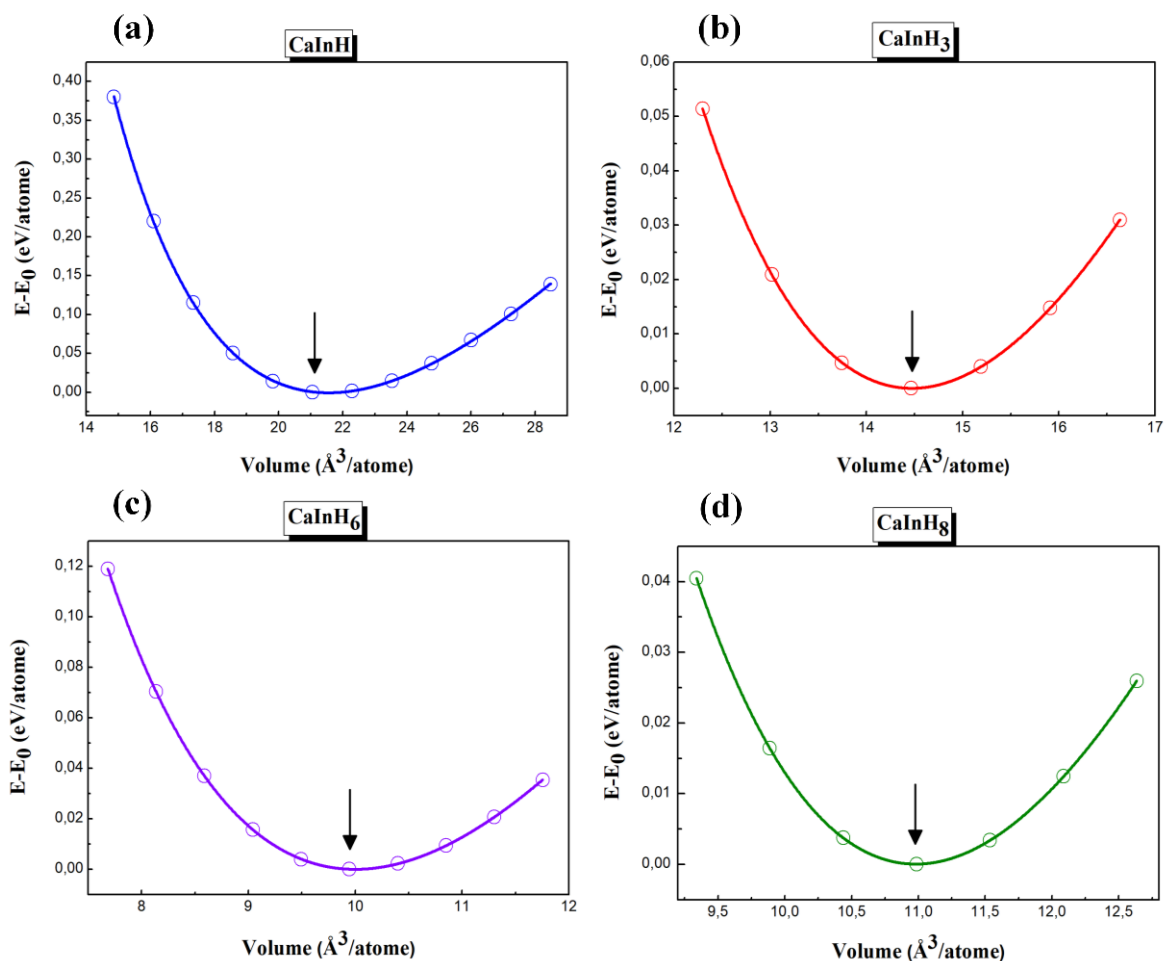 (a)
CaInH
0,40
0,35
0,30
0,25
0,20
0,15
0,10
0,05
0,00
E-E0 (eV/atome)
14 16 18 20 22 24 26 28
Volume (Å3/atome)
(b)
CaInH3
0,06
0,05
0,04
0,03
0,02
0,01
0,00
E-E0 (eV/atome)
12 13 14 15 16 17
Volume (Å3/atome)
(c)
CaInH6
0,12
0,10
0,08
0,06
0,04
0,02
0,00
E-E0 (eV/atome)
8 9 10 11 12
Volume (Å3/atome)
(d)
CaInH8
0,04
0,03
0,02
0,01
0,00
E-E0 (eV/atome)
9,5 10,0 10,5 11,0 11,5 12,0 12,5
Volume (Å3/atome)